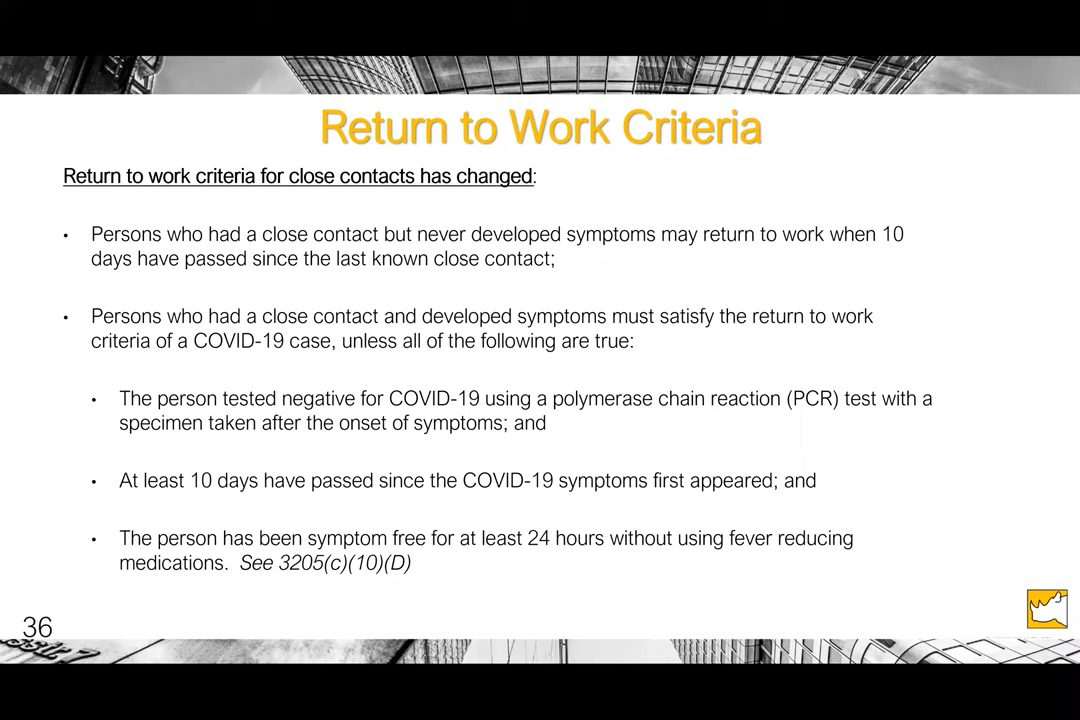 Return to Work Criteria
Return to work criteria for close contacts has changed:
• Persons who had a close contact but never developed symptoms may return to work when 10
days have passed since the last known close contact;
• Persons who had a close contact and developed symptoms must satisfy the return to work
criteria of a COVID-19 case, unless all of the following are true:
• The person tested negative for COVID-19 using a polymerase chain reaction (PCR) test with a
specimen taken after the onset of symptoms; and
• At least 10 days have passed since the COVID-19 symptoms first appeared; and
• The person has been symptom free for at least 24 hours without using fever reducing
medications. See 3205(c)(10)(D)
36